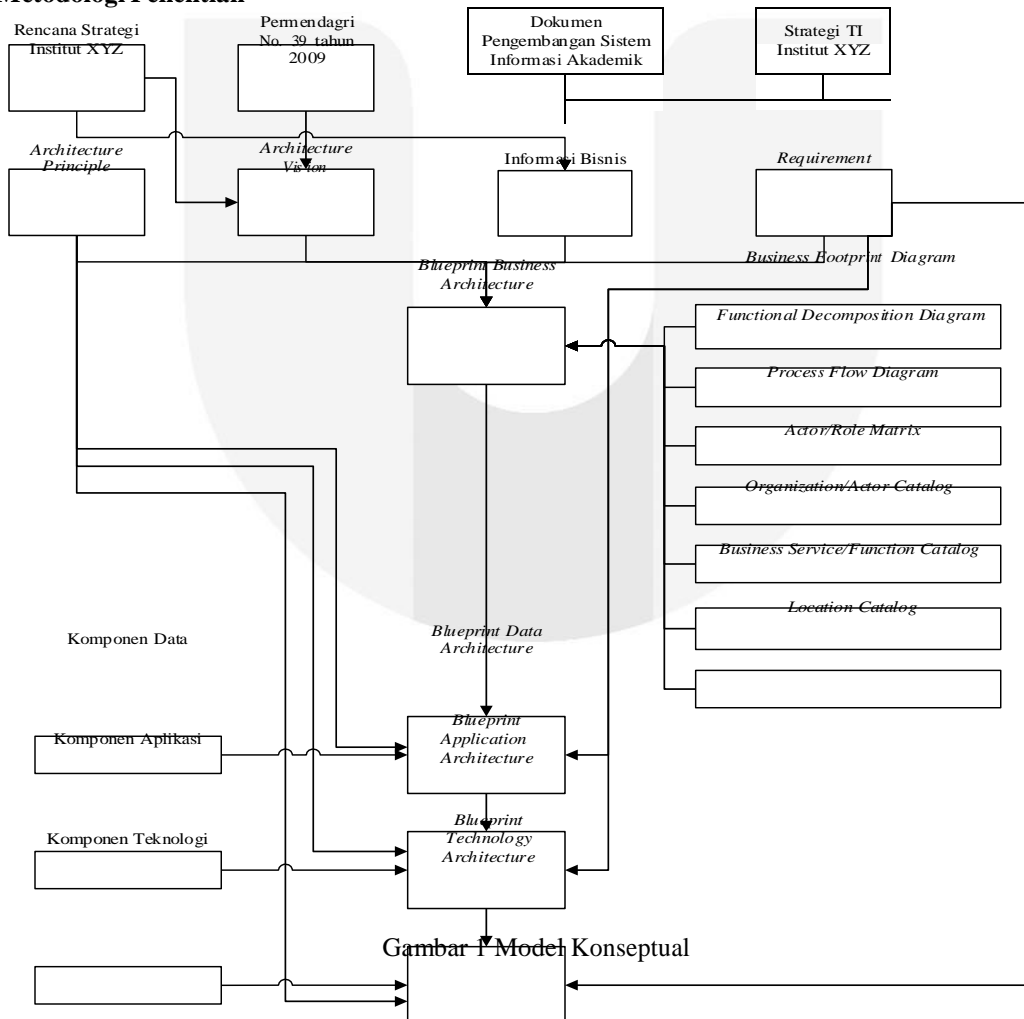 Metodologi Penelitian
Rencana Strategi
Institut XYZ
Permendagri
No. 39 tahun
2009
Dokumen
Pengembangan Sistem
Informasi Akademik
Strategi TI
Institut XYZ
Architecture
Principle
Architecture
Vision
Informasi Bisnis
Requirement
Blueprint Business
Architecture
Business Footprint Diagram
Functional Decomposition Diagram
Process Flow Diagram
Actor/Role Matrix
Organization/Actor Catalog
Business Service/Function Catalog
Location Catalog
Komponen Data
Blueprint Data
Architecture
Komponen Aplikasi
Blueprint
Application
Architecture
Komponen Teknologi
Blueprint
Technology
Architecture
Gambar 1 Model Konseptual